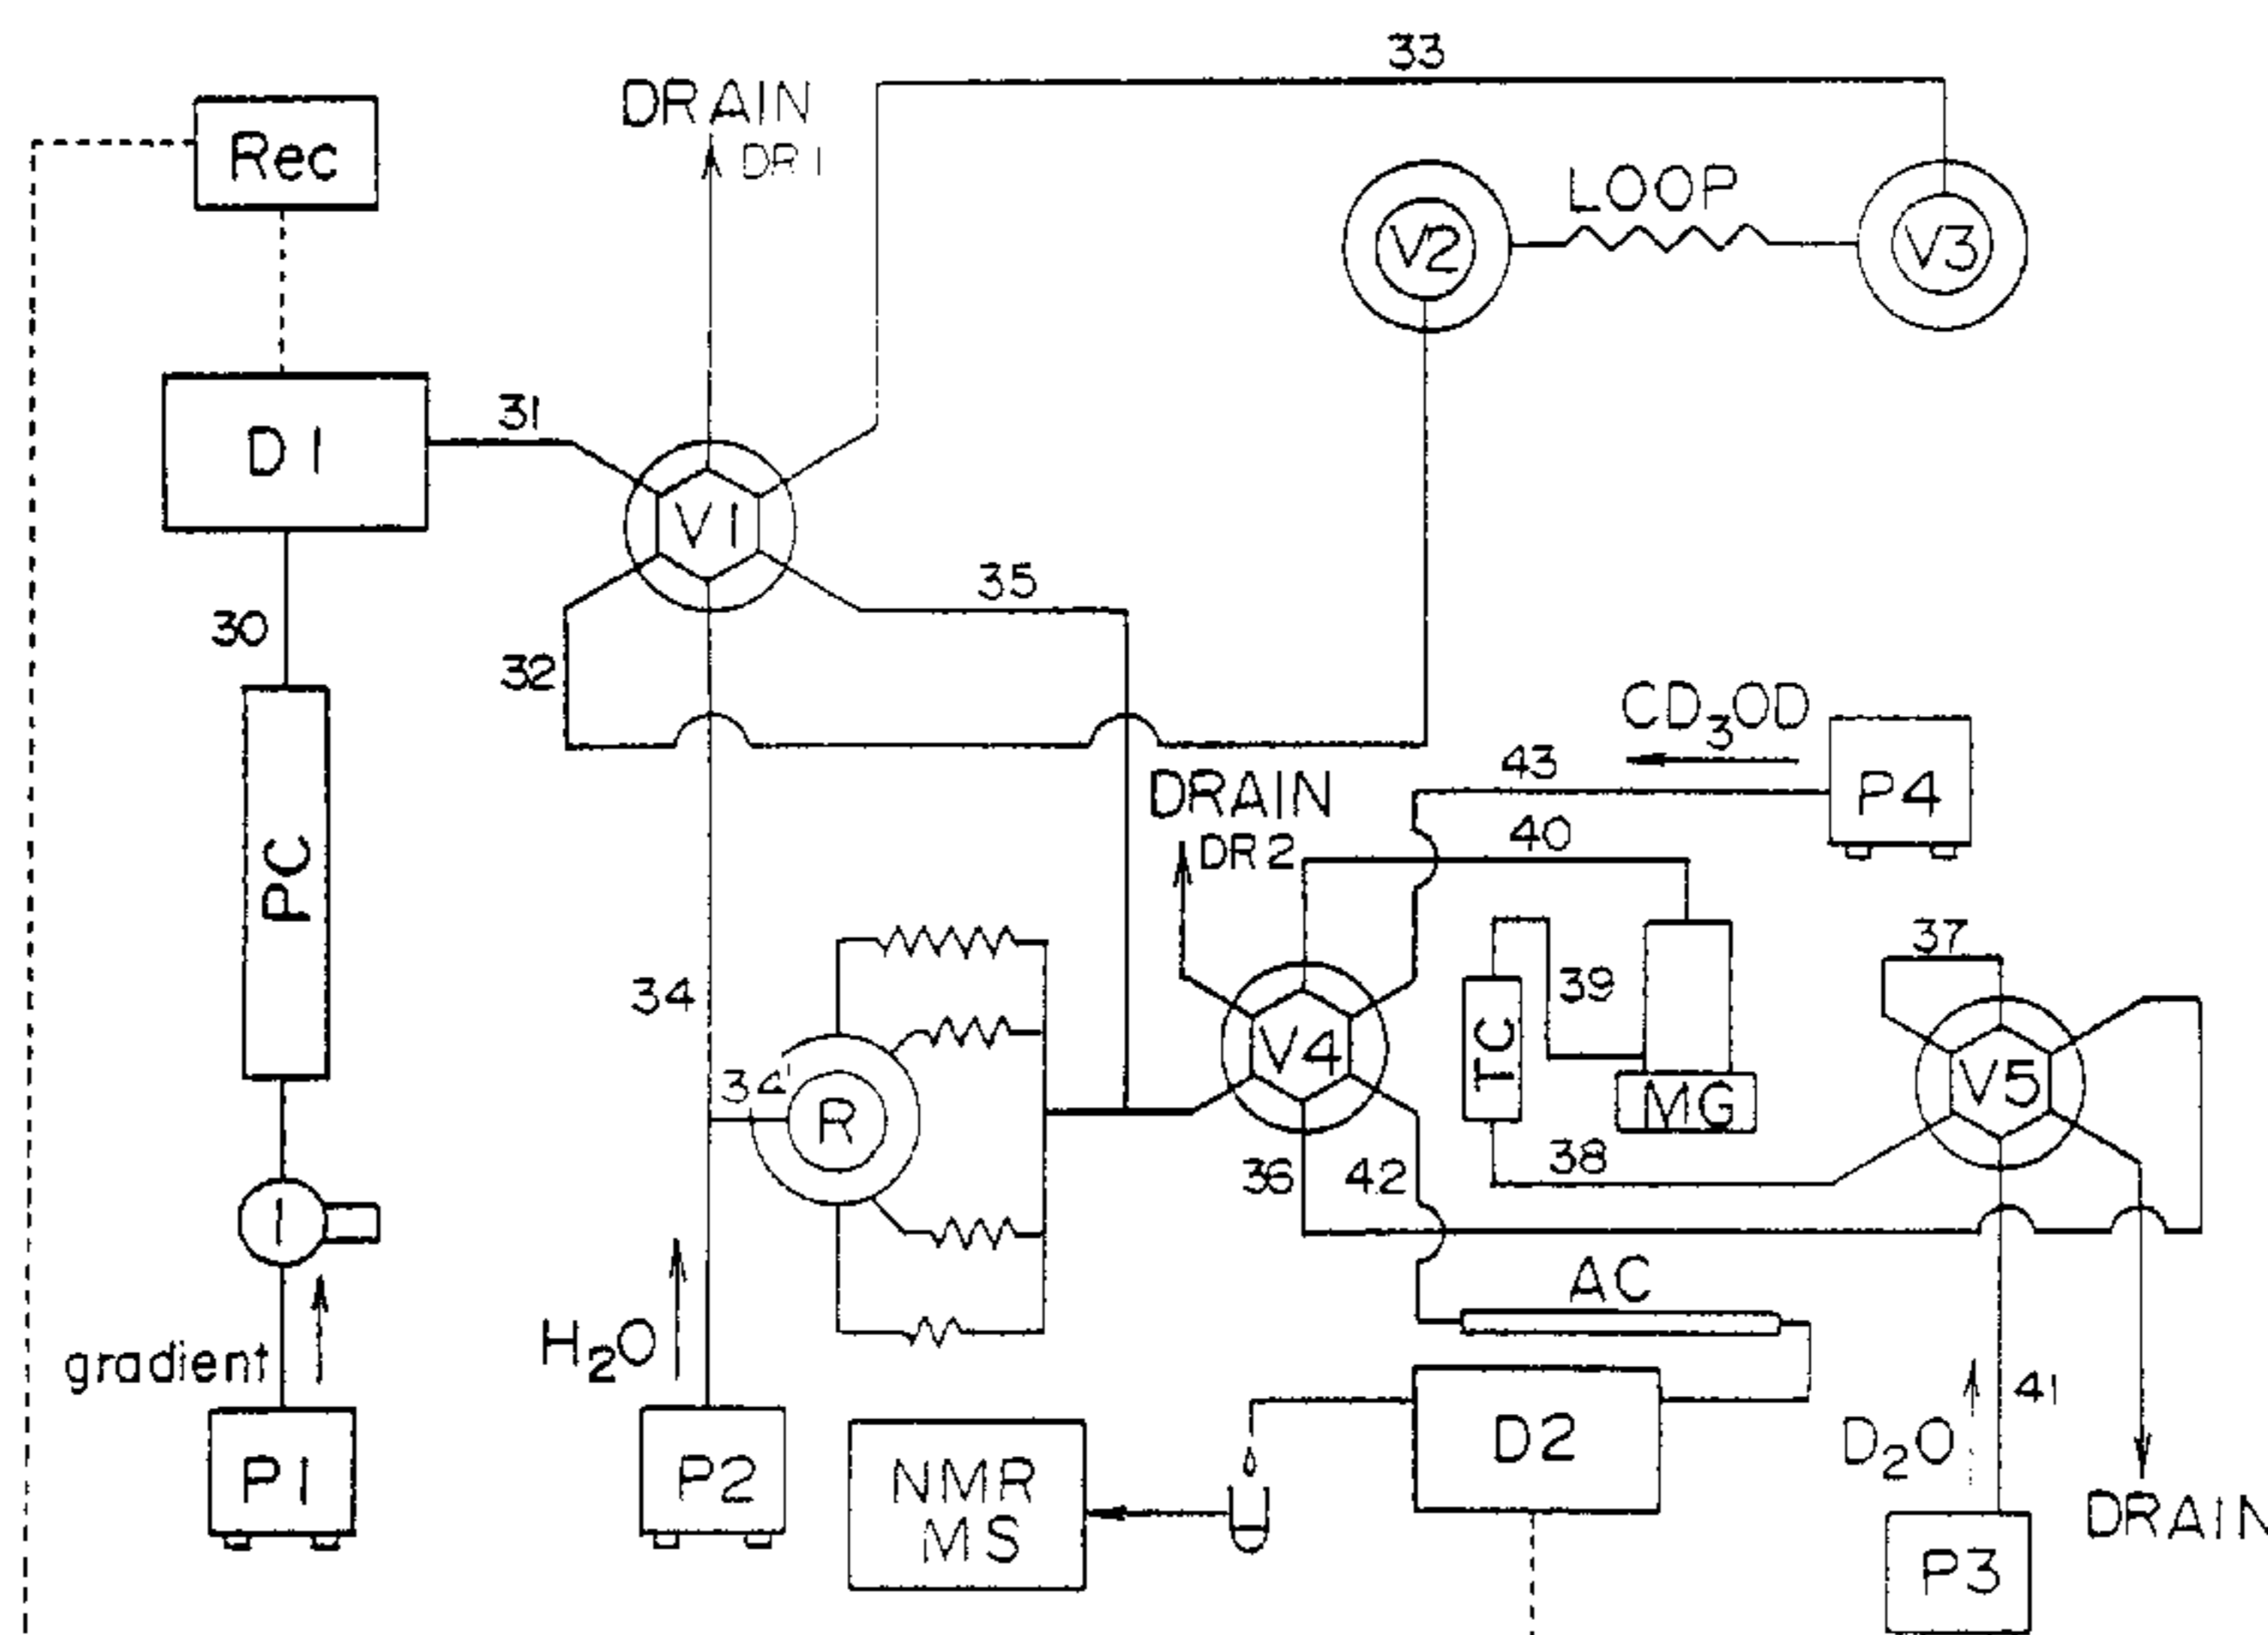 33
DRAIN
DR1
Rec
LOOP
V2
V3
31
D1
V1
35
30
32
CD3OD
43
P4
DRAIN
DR2
40
PC
37
39
34
V4
TC
V5
34'
R
MG
36
42
38
I
AC
gradient
H2O
D2
41
D2O
P1
P2
NMR
MS
DRAIN
P3